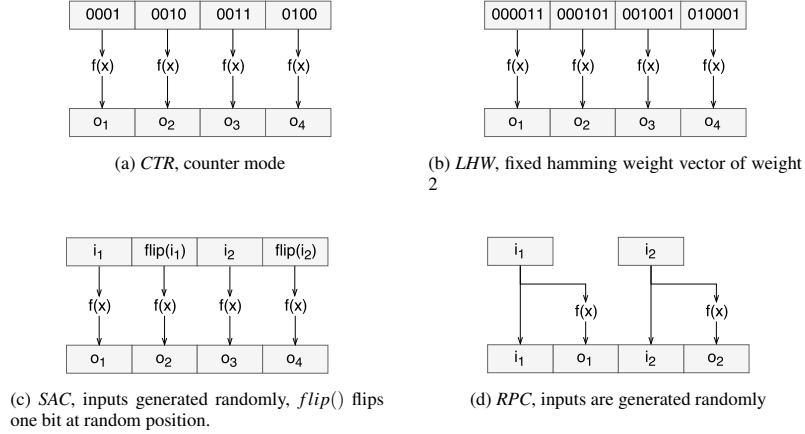 0001 0010 0011 0100
f(x) f(x) f(x) f(x)
o1 o2 o3 o4
(a) CTR, counter mode
000011 000101 001001 010001
f(x) f(x) f(x) f(x)
o1 o2 o3 o4
(b) LHW, fixed hamming weight vector of weight
2
i1 flip(i1) i2 flip(i2)
f(x) f(x) f(x) f(x)
o1 o2 o3 o4
(c) SAC, inputs generated randomly, flip() flips
one bit at random position.
i1 i2
f(x) f(x)
i1 o1 i2 o2
(d) RPC, inputs are generated randomly